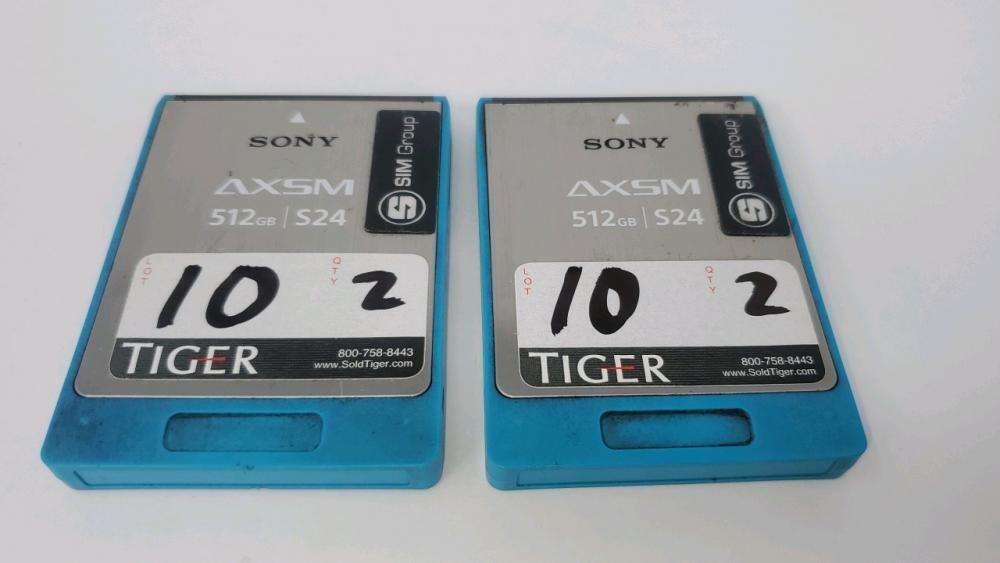 SONY
AXSM
512GB | S24
S SIM Group
LOT 10 QTY 2
TIGER
800-758-8443
www.SoldTiger.com
SONY
AXSM
512GB | S24
S SIM Group
LOT 10 QTY 2
TIGER
800-758-8443
www.SoldTiger.com